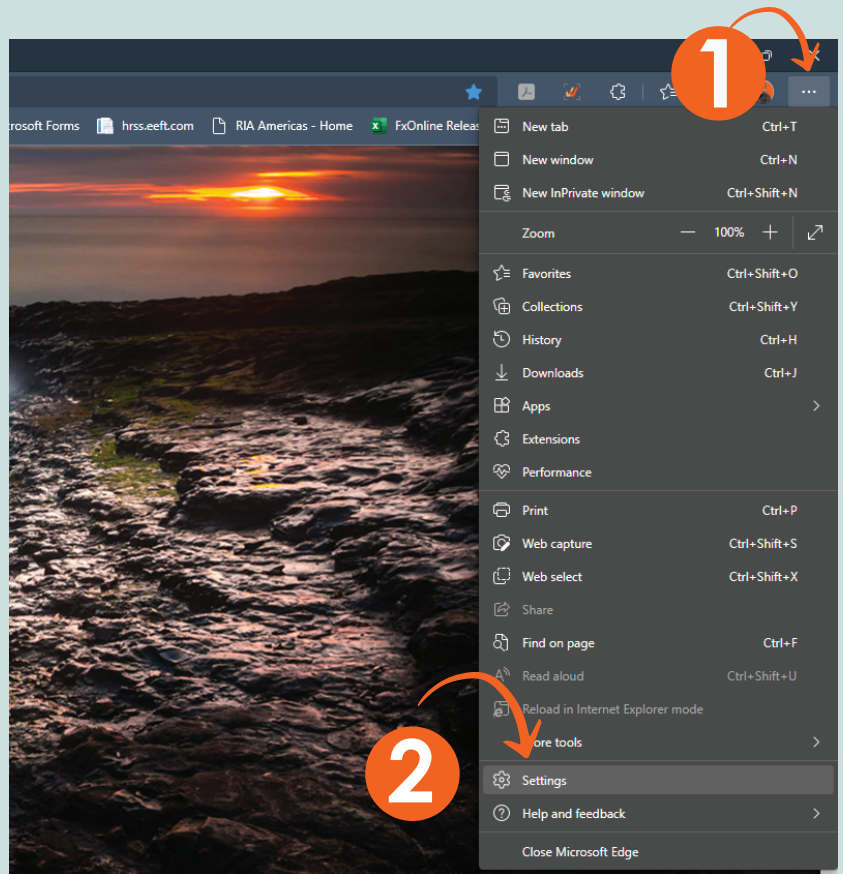 1
crosoft Forms hrss.eeft.com RIA Americas - Home FxOnline Releas
New tab Ctrl+T
New window Ctrl+N
New InPrivate window Ctrl+Shift+N
Zoom — 100% +
Favorites Ctrl+Shift+O
Collections Ctrl+Shift+Y
History Ctrl+H
Downloads Ctrl+J
Apps
Extensions
Performance
Print Ctrl+P
Web capture Ctrl+Shift+S
Web select Ctrl+Shift+X
Share
Find on page Ctrl+F
Read aloud Ctrl+Shift+U
Reload in Internet Explorer mode
ore tools
2
Settings
Help and feedback
Close Microsoft Edge